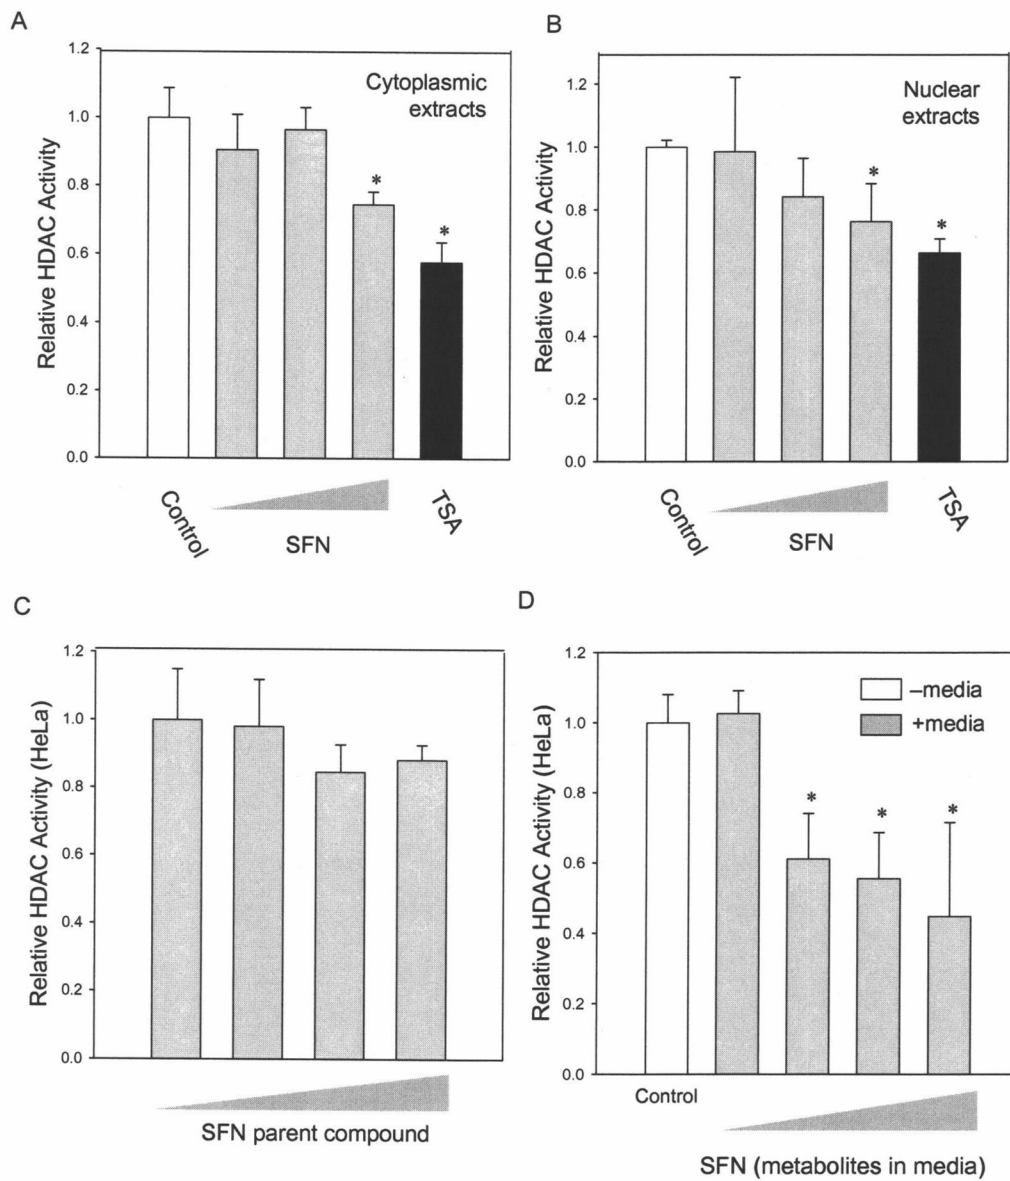 A
Relative HDAC Activity
1.2
1.0
0.8
0.6
0.4
0.2
0.0
Cytoplasmic
extracts
*
*
Control
SFN
TSA
B
Relative HDAC Activity
1.2
1.0
0.8
0.6
0.4
0.2
0.0
Nuclear
extracts
*
*
Control
SFN
TSA
C
Relative HDAC Activity (HeLa)
1.2
1.0
0.8
0.6
0.4
0.2
0.0
SFN parent compound
D
Relative HDAC Activity (HeLa)
1.2
1.0
0.8
0.6
0.4
0.2
0.0
–media
+media
* * *
Control
SFN (metabolites in media)